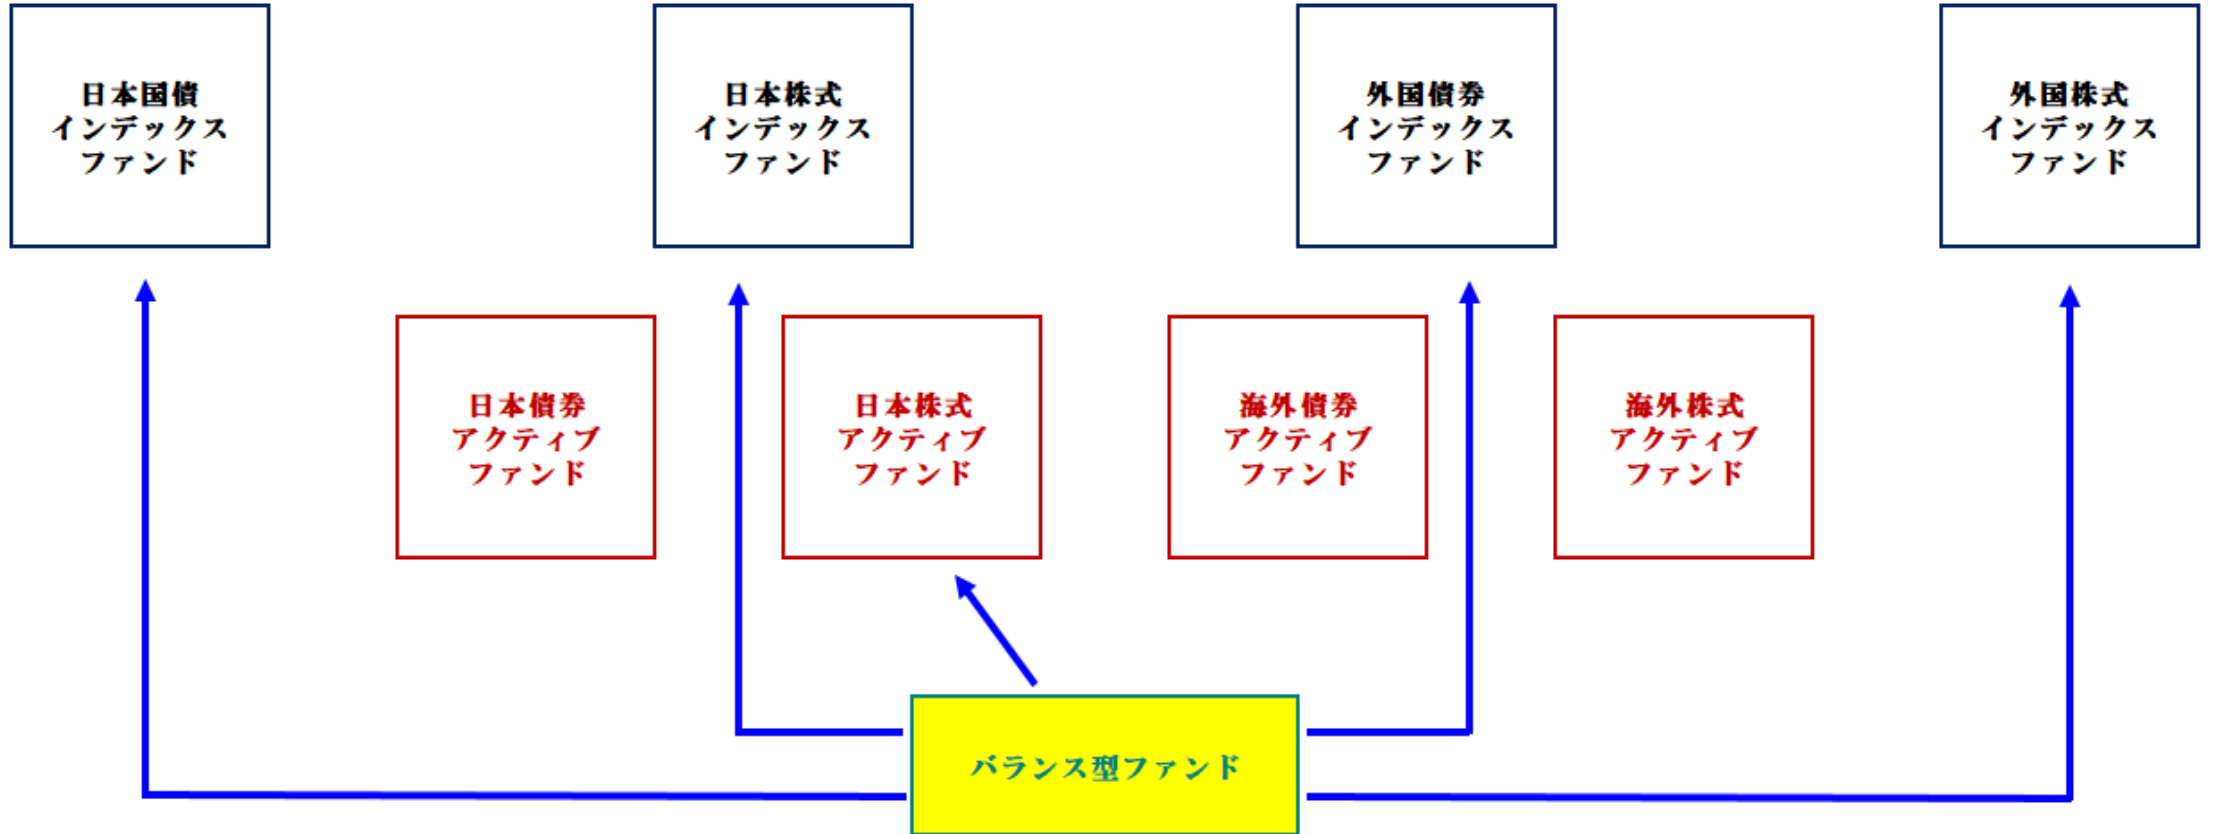 日本国債
インデックス
ファンド
日本株式
インデックス
ファンド
外国債券
インデックス
ファンド
外国株式
インデックス
ファンド
日本債券
アクティブ
ファンド
日本株式
アクティブ
ファンド
海外債券
アクティブ
ファンド
海外株式
アクティブ
ファンド
バランス型ファンド